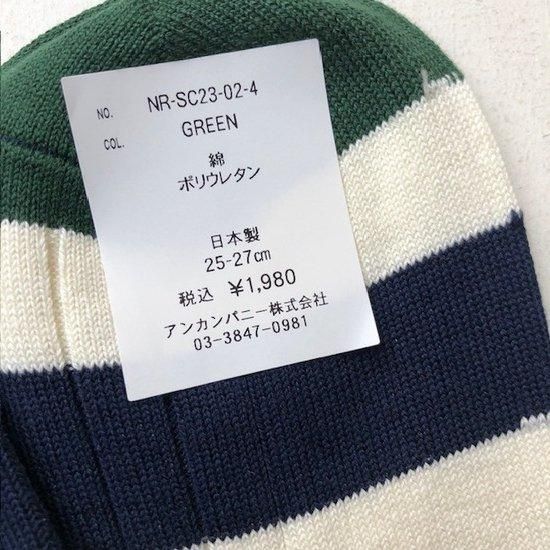 NO. NR-SC23-02-4
COL. GREEN
綿
ポリウレタン
日本製
25-27cm
税込 ¥1,980
アンカンパニー株式会社
03-3847-0981